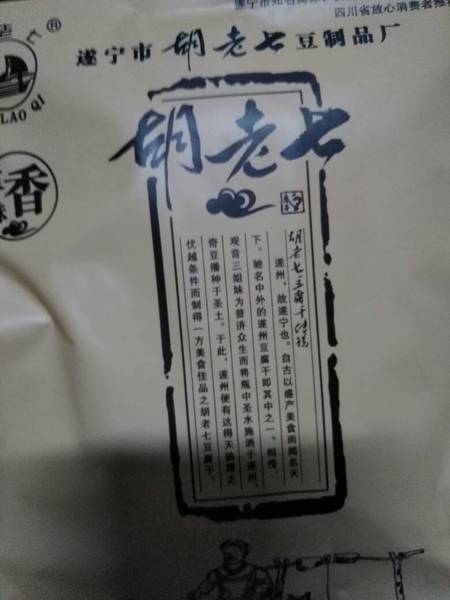 四川省放心消费者推
遂宁市胡老七豆制品厂
LAO QI
香
胡老七
胡老七豆腐干传稿
遂州，故遂宁也。自古以盛产美食而闻名天
下。驰名中外的遂州豆腐干即其中之一。相传，
观音三姐妹为普济众生而将瓶中圣水施洒于遂州，
奇豆播种于圣土。于此，遂州便有这得天独厚之
优越条件而制得一方美食佳品之胡老七豆腐干。